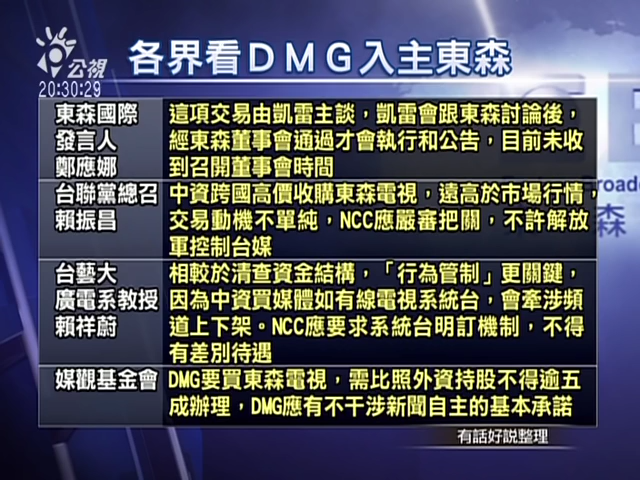 公視
各界看DMG入主東森
20:30:29
東森國際
發言人
鄭應娜
這項交易由凱雷主談，凱雷會跟東森討論後，
經東森董事會通過才會執行和公告，目前未收
到召開董事會時間
台聯黨總召
賴振昌
中資跨國高價收購東森電視，遠高於市場行情，
交易動機不單純，NCC應嚴審把關，不許解放
軍控制台媒
台藝大
廣電系教授
賴祥蔚
相較於清查資金結構，「行為管制」更關鍵，
因為中資買媒體如有線電視系統台，會牽涉頻
道上下架。NCC應要求系統台明訂機制，不得
有差別待遇
媒觀基金會
DMG要買東森電視，需比照外資持股不得逾五
成辦理，DMG應有不干涉新聞自主的基本承諾
Broadc
森
有話好説整理